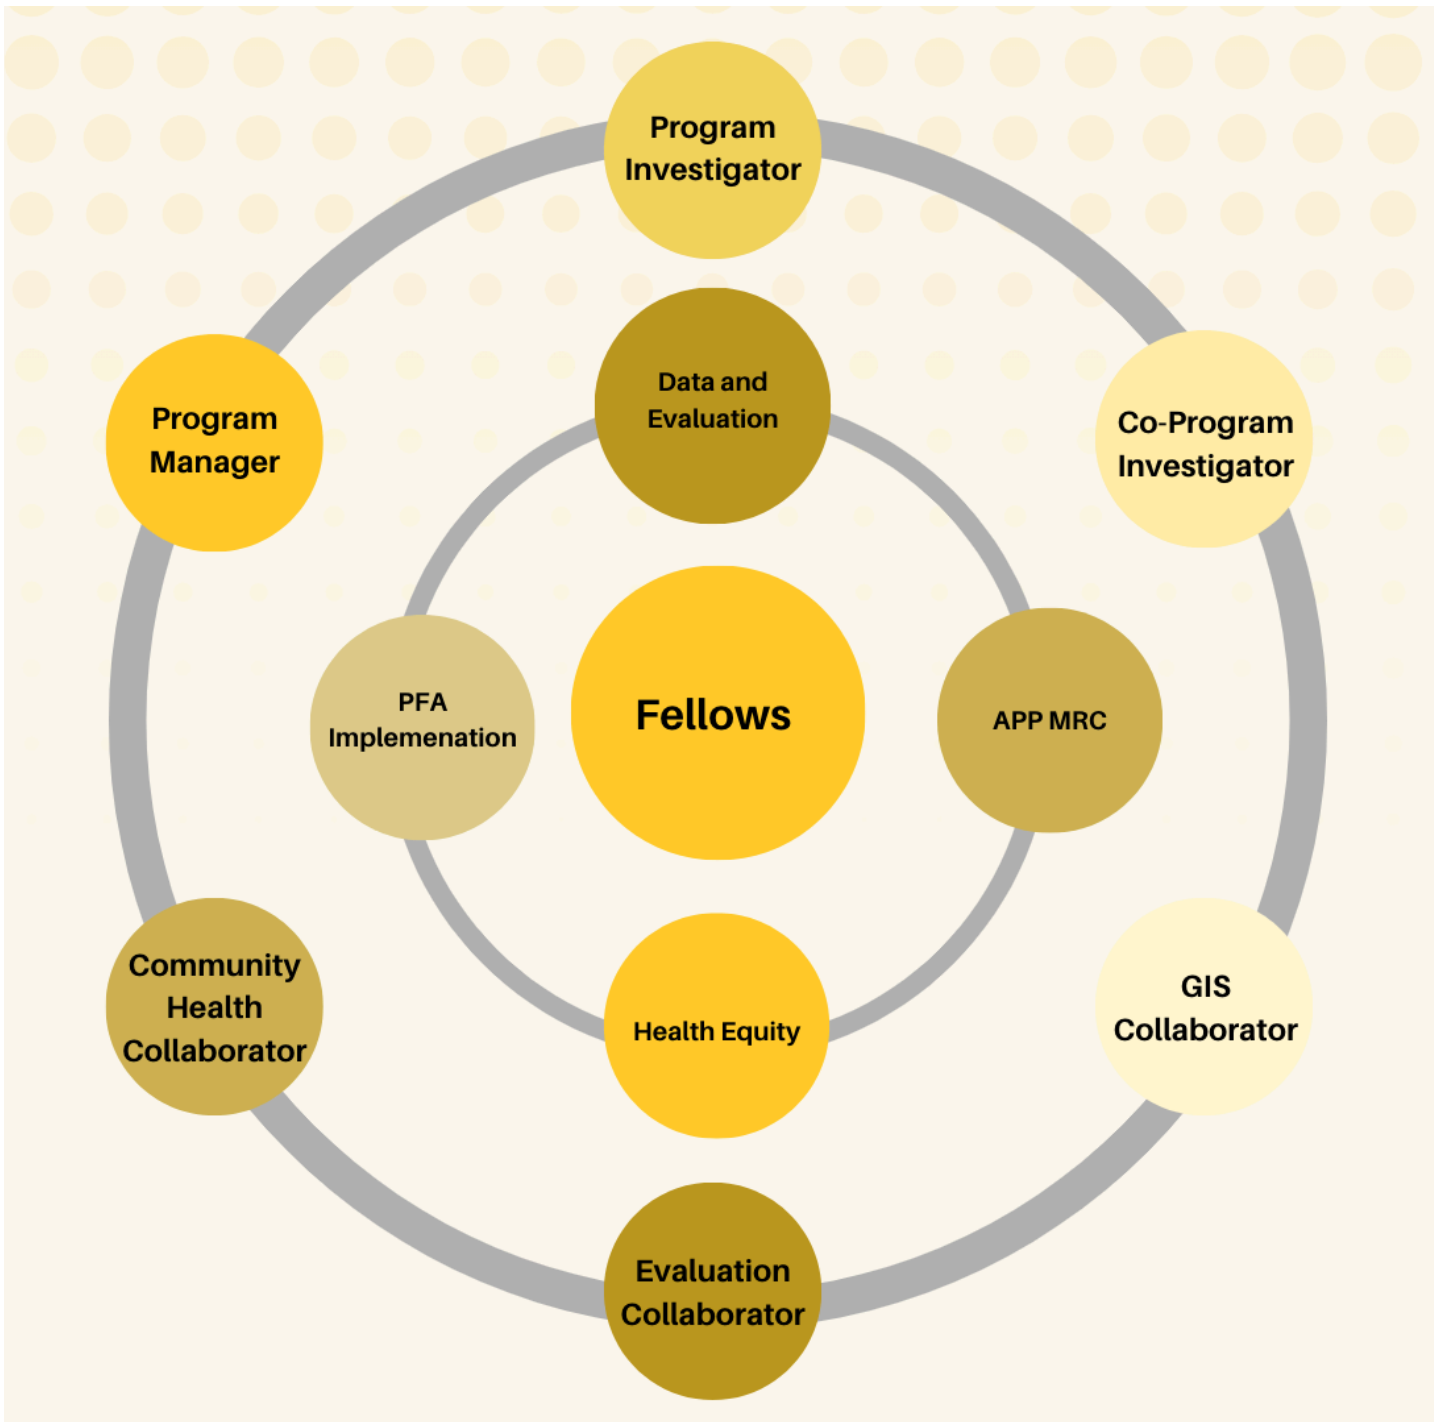 Program
Investigator
Data and
Evaluation
Program
Manager
Co-Program
Investigator
PFA
Implemenation
Fellows
APP MRC
Community
Health
Collaborator
GIS
Collaborator
Health Equity
Evaluation
Collaborator